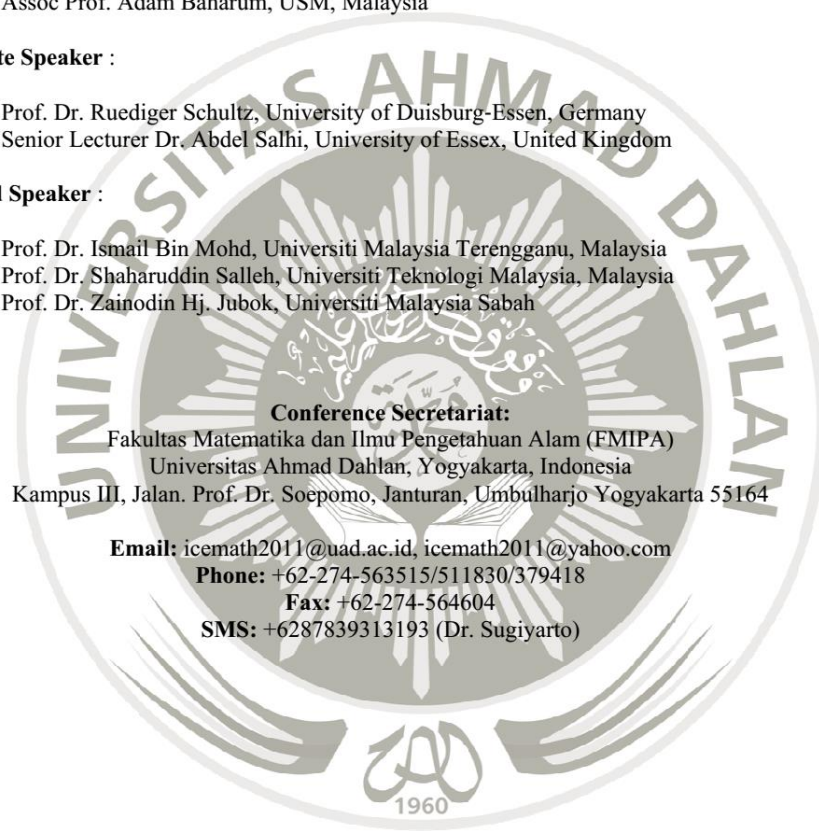 Assoc Prof. Adam Baharum, USM, Malaysia
te Speaker :
Prof. Dr. Ruediger Schultz, University of Duisburg-Essen, Germany
Senior Lecturer Dr. Abdel Salhi, University of Essex, United Kingdom
l Speaker :
Prof. Dr. Ismail Bin Mohd, Universiti Malaysia Terengganu, Malaysia
Prof. Dr. Shaharuddin Salleh, Universiti Teknologi Malaysia, Malaysia
Prof. Dr. Zainodin Hj. Jubok, Universiti Malaysia Sabah
Conference Secretariat:
Fakultas Matematika dan Ilmu Pengetahuan Alam (FMIPA)
Universitas Ahmad Dahlan, Yogyakarta, Indonesia
Kampus III, Jalan. Prof. Dr. Soepomo, Janturan, Umbulharjo Yogyakarta 55164
Email: icemath2011@uad.ac.id, icemath2011@yahoo.com
Phone: +62-274-563515/511830/379418
Fax: +62-274-564604
SMS: +6287839313193 (Dr. Sugiyarto)
UNIVERSITAS AHMAD DAHLAN
1960